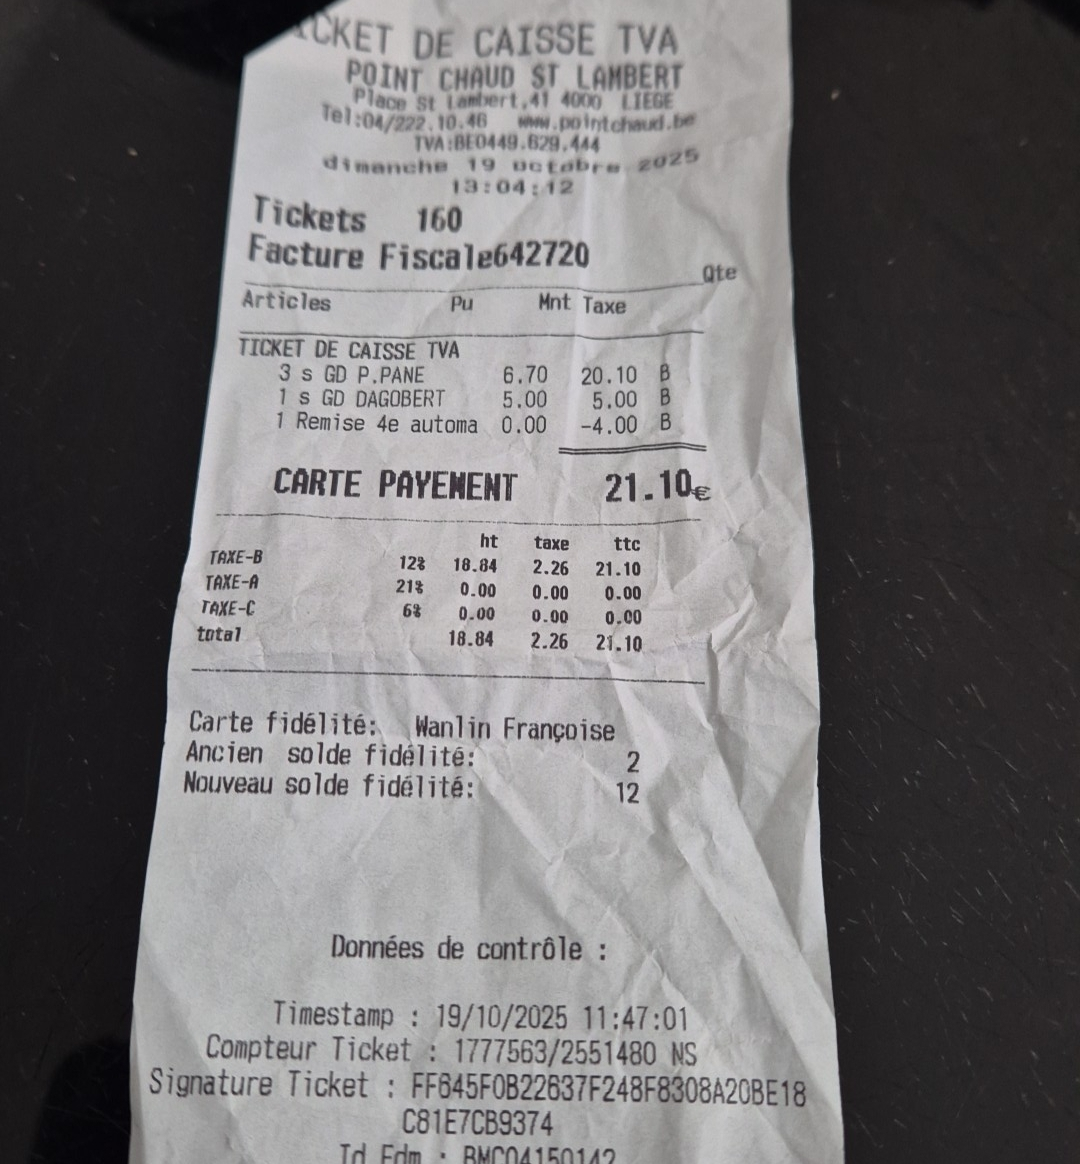 TICKET DE CAISSE TVA
POINT CHAUD ST LAMBERT
Place St Lambert,41 4000 LIEGE
Tel:04/222.10.46 www.pointchaud.be
TVA:BE0449.629.444
dimanche 19 octobre 2025
13:04:12
Tickets 160
Facture Fiscale642720
Qte
Articles Pu Mnt Taxe
TICKET DE CAISSE TVA
3 s GD P.PANE 6.70 20.10 B
1 s GD DAGOBERT 5.00 5.00 B
1 Remise 4e automa 0.00 -4.00 B
CARTE PAYEMENT 21.10€
ht taxe ttc
TAXE-B 12% 18.84 2.26 21.10
TAXE-A 21% 0.00 0.00 0.00
TAXE-C 6% 0.00 0.00 0.00
total 18.84 2.26 21.10
Carte fidélité: Wanlin Françoise
Ancien solde fidélité: 2
Nouveau solde fidélité: 12
Données de contrôle :
Timestamp : 19/10/2025 11:47:01
Compteur Ticket : 1777563/2551480 NS
Signature Ticket : FF645F0B22637F248F8308A20BE18
C81E7CB9374
Id Fdm : BMC04150142